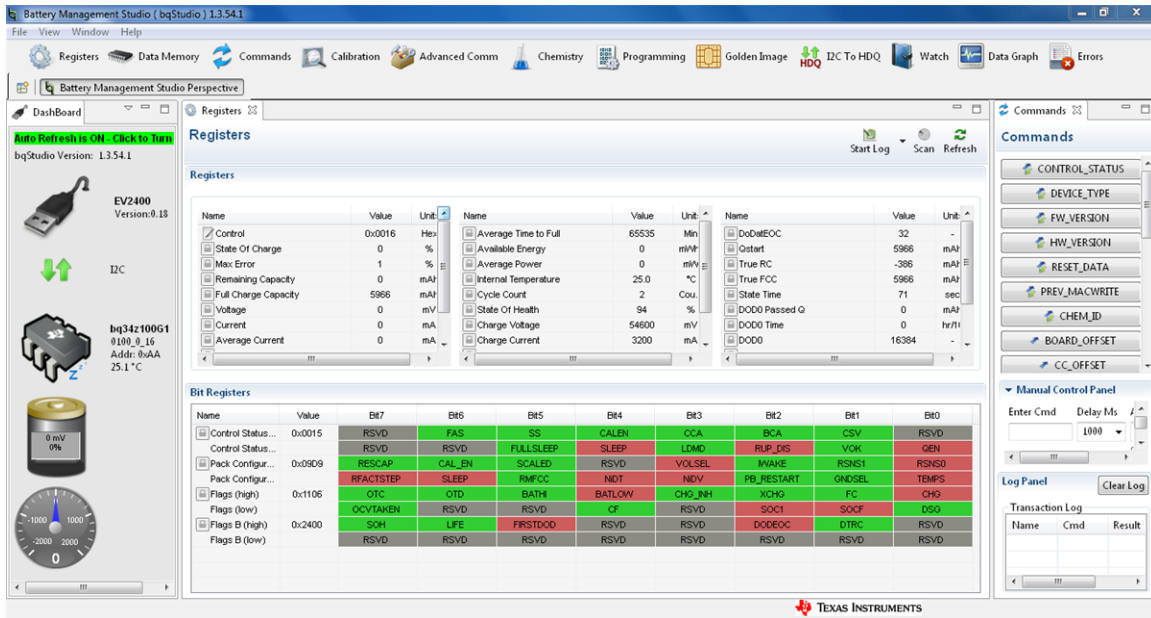 Battery Management Studio ( bqStudio ) 1.3.54.1
File View Window Help
Registers Data Memory Commands Calibration Advanced Comm Chemistry Programming Golden Image HDQ I2C To HDQ Watch Data Graph Errors
Battery Management Studio Perspective
DashBoard
Auto Refresh is ON - Click to Turn
bqStudio Version: 1.3.54.1
EV2400
Version:0.18
I2C
bq34z100G1
0100_0_16
Addr: 0xAA
25.1 °C
Z z
0 mV
0%
-1000 1000
-2000 2000
0
Registers
Registers
Start Log Scan Refresh
Registers
Name Value Unit
Control 0x0016 Hex
State Of Charge 0 %
Max Error 1 %
Remaining Capacity 0 mAh
Full Charge Capacity 5966 mAh
Voltage 0 mV
Current 0 mA
Average Current 0 mA
Name Value Unit
Average Time to Full 65535 Min
Available Energy 0 mWh
Average Power 0 mW
Internal Temperature 25.0 °C
Cycle Count 2 Cou.
State Of Health 94 %
Charge Voltage 54600 mV
Charge Current 3200 mA
Name Value Unit
DoDatEOC 32 -
Qstart 5966 mAh
True RC -386 mAh
True FCC 5966 mAh
State Time 71 sec
DOD0 Passed Q 0 mAh
DOD0 Time 0 hr/1
DOD0 16384 -
Bit Registers
Name Value Bit7 Bit6 Bit5 Bit4 Bit3 Bit2 Bit1 Bit0
Control Status... 0x0015 RSVD FAS SS CALEN CCA BCA CSV RSVD
Control Status... RSVD RSVD FULLSLEEP SLEEP LDMD RUP_DIS VOK QEN
Pack Configur... 0x09D9 RESCAP CAL_EN SCALED RSVD VOLSEL IWAKE RSNS1 RSNS0
Pack Configur... RFACTSTEP SLEEP RMFCC NiDT NiDV PB_RESTART GNDSEL TEMPS
Flags (high) 0x1106 OTC OTD BATHI BATLOW CHG_INH XCHG FC CHG
Flags (low) OCVTAKEN RSVD RSVD CF RSVD SOC1 SOCF DSG
Flags B (high) 0x2400 SOH LIFE FIRSTDOD RSVD RSVD DODEOC DTRC RSVD
Flags B (low) RSVD RSVD RSVD RSVD RSVD RSVD RSVD RSVD
Commands
Commands
CONTROL_STATUS
DEVICE_TYPE
FW_VERSION
HW_VERSION
RESET_DATA
PREV_MACWRITE
CHEM_ID
BOARD_OFFSET
CC_OFFSET
Manual Control Panel
Enter Cmd Delay Ms
1000
Log Panel Clear Log
Transaction Log
Name Cmd Result
TEXAS INSTRUMENTS